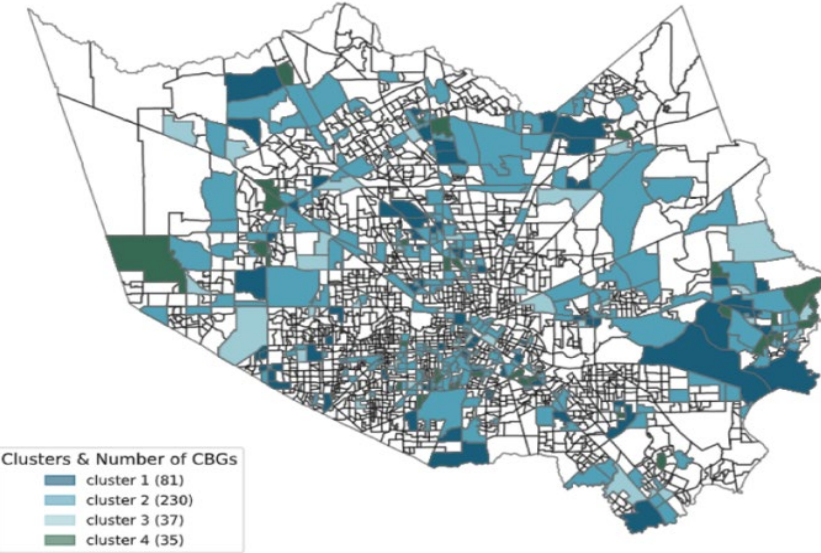 Clusters & Number of CBGs
cluster 1 (81)
cluster 2 (230)
cluster 3 (37)
cluster 4 (35)